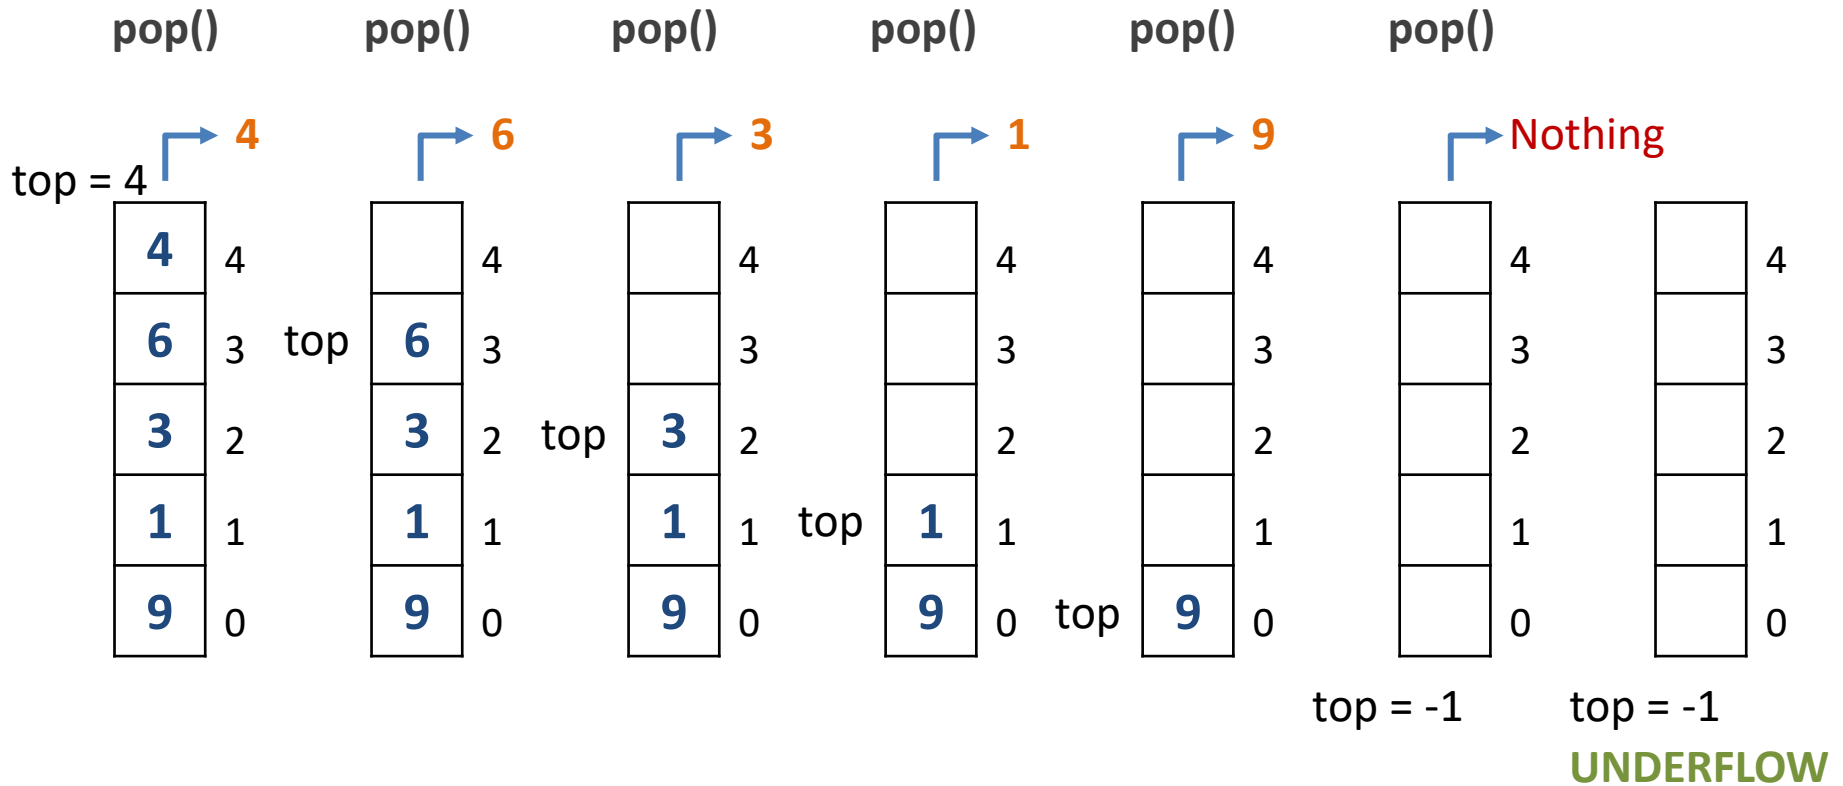 pop() pop() pop() pop() pop() pop()
4 6 3 1 9 Nothing
top = 4
4 4 4 4 4 4 4 4
6 3 top 6 3 3 3 3 3 3
3 2 3 2 top 3 2 2 2 2 2
1 1 1 1 1 1 top 1 1 1 1 1
9 0 9 0 9 0 9 0 top 9 0 0 0
top = -1 top = -1
UNDERFLOW